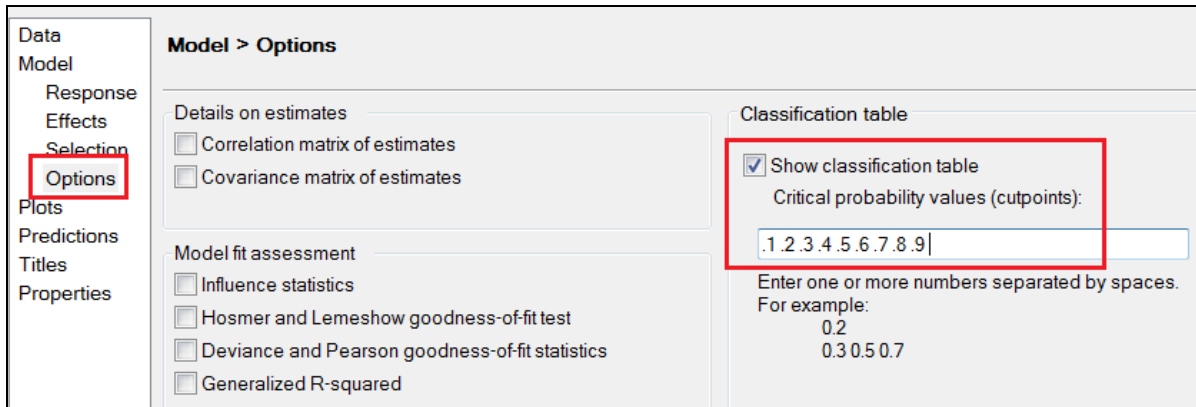 Data
Model
Response
Effects
Selection
Options
Plots
Predictions
Titles
Properties
Model > Options
Details on estimates
Correlation matrix of estimates
Covariance matrix of estimates
Model fit assessment
Influence statistics
Hosmer and Lemeshow goodness-of-fit test
Deviance and Pearson goodness-of-fit statistics
Generalized R-squared
Classification table
Show classification table
Critical probability values (cutpoints):
.1 .2 .3 .4 .5 .6 .7 .8 .9
Enter one or more numbers separated by spaces.
For example:
0.2
0.3 0.5 0.7